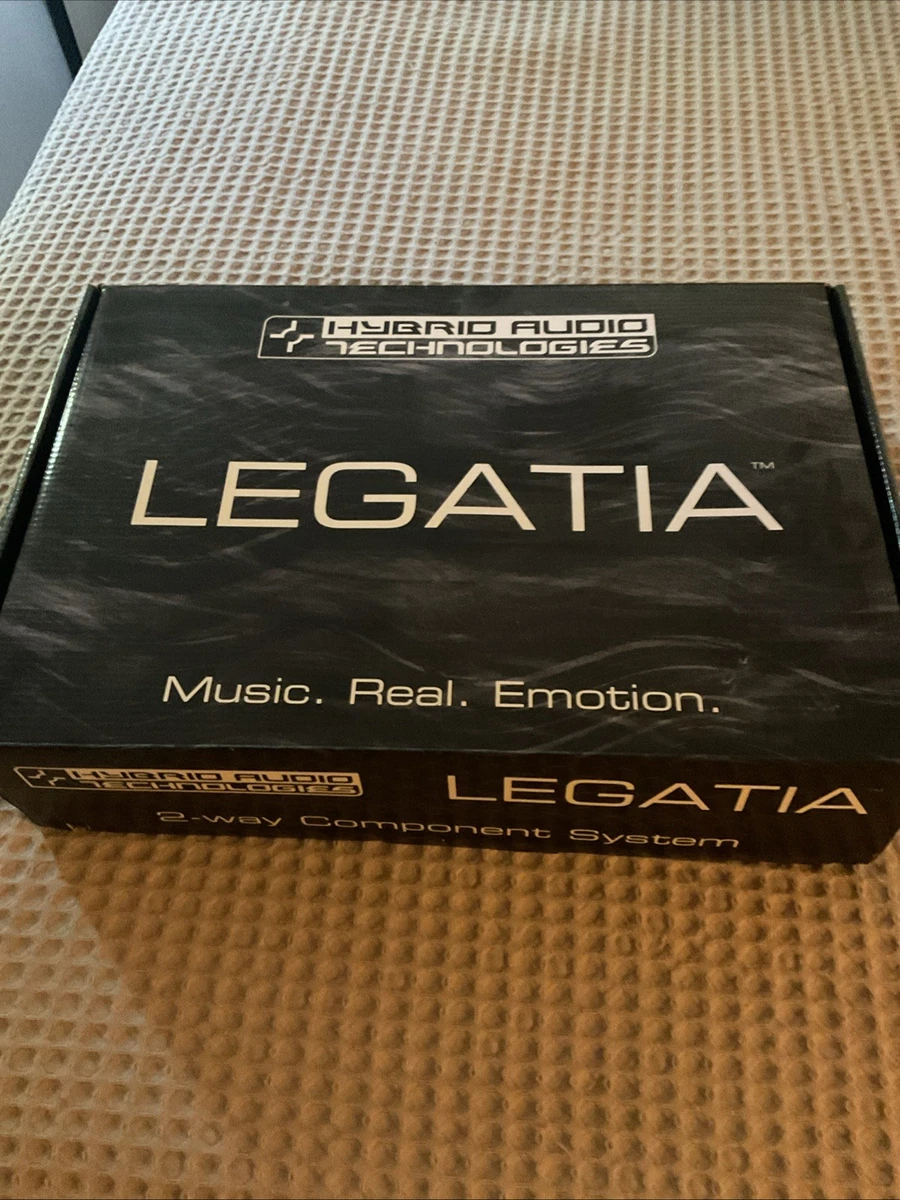 HYBRID AUDIO
TECHNOLOGIES
LEGATIA™
Music. Real. Emotion.
HYBRID AUDIO
TECHNOLOGIES
LEGATIA
2-way Component System